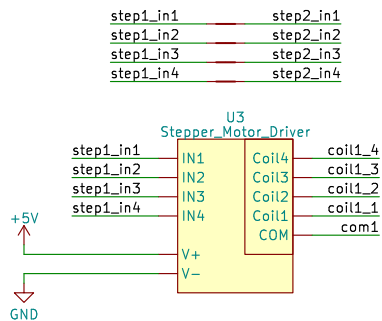 step1_in1 step2_in1
step1_in2 step2_in2
step1_in3 step2_in3
step1_in4 step2_in4
U3
Stepper_Motor_Driver
step1_in1 IN1 Coil4 coil1_4
step1_in2 IN2 Coil3 coil1_3
step1_in3 IN3 Coil2 coil1_2
step1_in4 IN4 Coil1 coil1_1
COM com1
+5V
V+
V-
GND